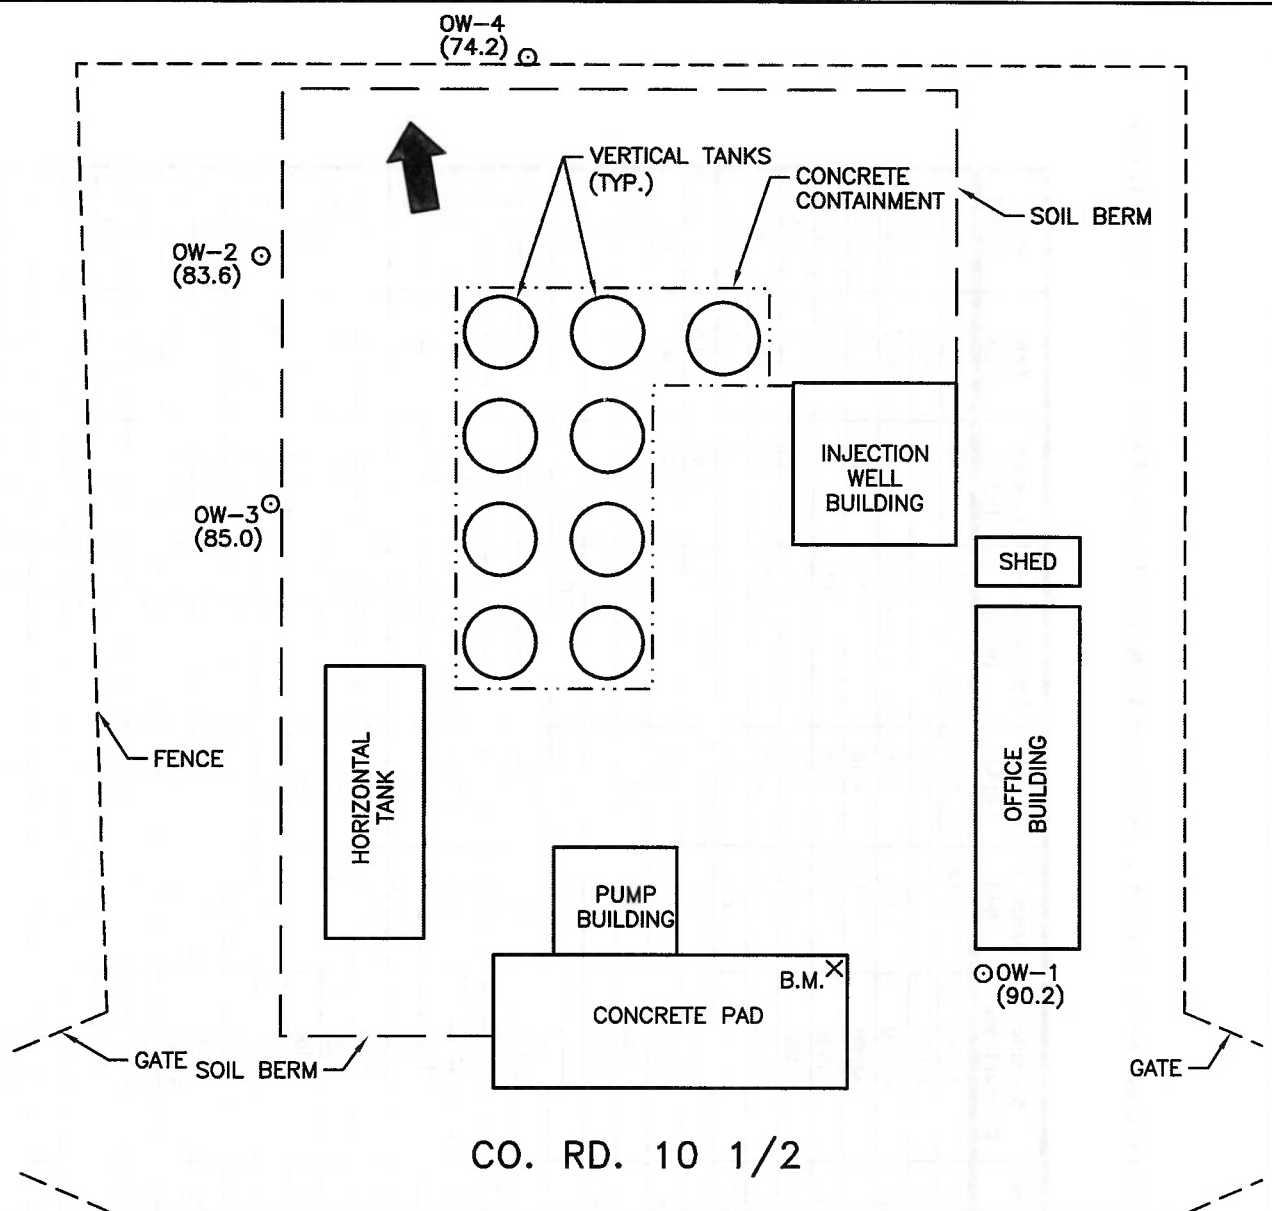 OW-4
(74.2)
VERTICAL TANKS
(TYP.)
CONCRETE
CONTAINMENT
SOIL BERM
OW-2
(83.6)
INJECTION
WELL
BUILDING
OW-3
(85.0)
SHED
FENCE
HORIZONTAL
TANK
OFFICE
BUILDING
PUMP
BUILDING
B.M.
OW-1
(90.2)
CONCRETE PAD
GATE
SOIL BERM
GATE
CO. RD. 10 1/2